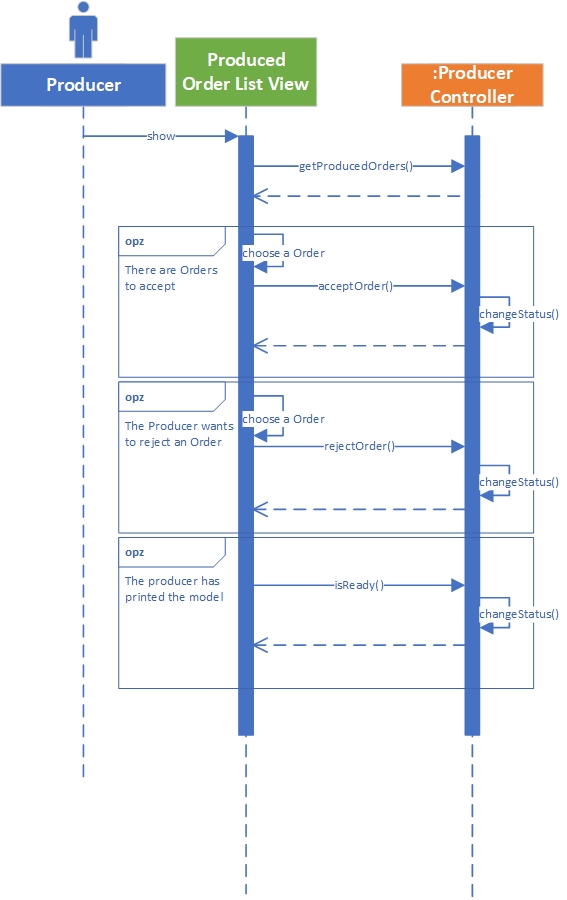 Producer
Produced
Order List View
:Producer
Controller
show
getProducedOrders()
opz
There are Orders
to accept
choose a Order
acceptOrder()
changeStatus()
opz
The Producer wants
to reject an Order
choose a Order
rejectOrder()
changeStatus()
opz
The producer has
printed the model
isReady()
changeStatus()